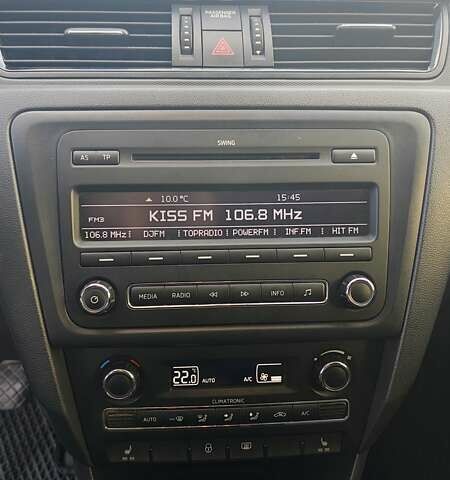 PASSENGER
AIR BAG
SWING
AS TP
10.0°C 15:45
KISS FM 106.8 MHz
FM3
106.8 MHz DJFM TOPRADIO POWERFM INF.FM HIT FM
MEDIA RADIO INFO
22.0 AUTO A/C
CLIMATRONIC
AUTO A/C